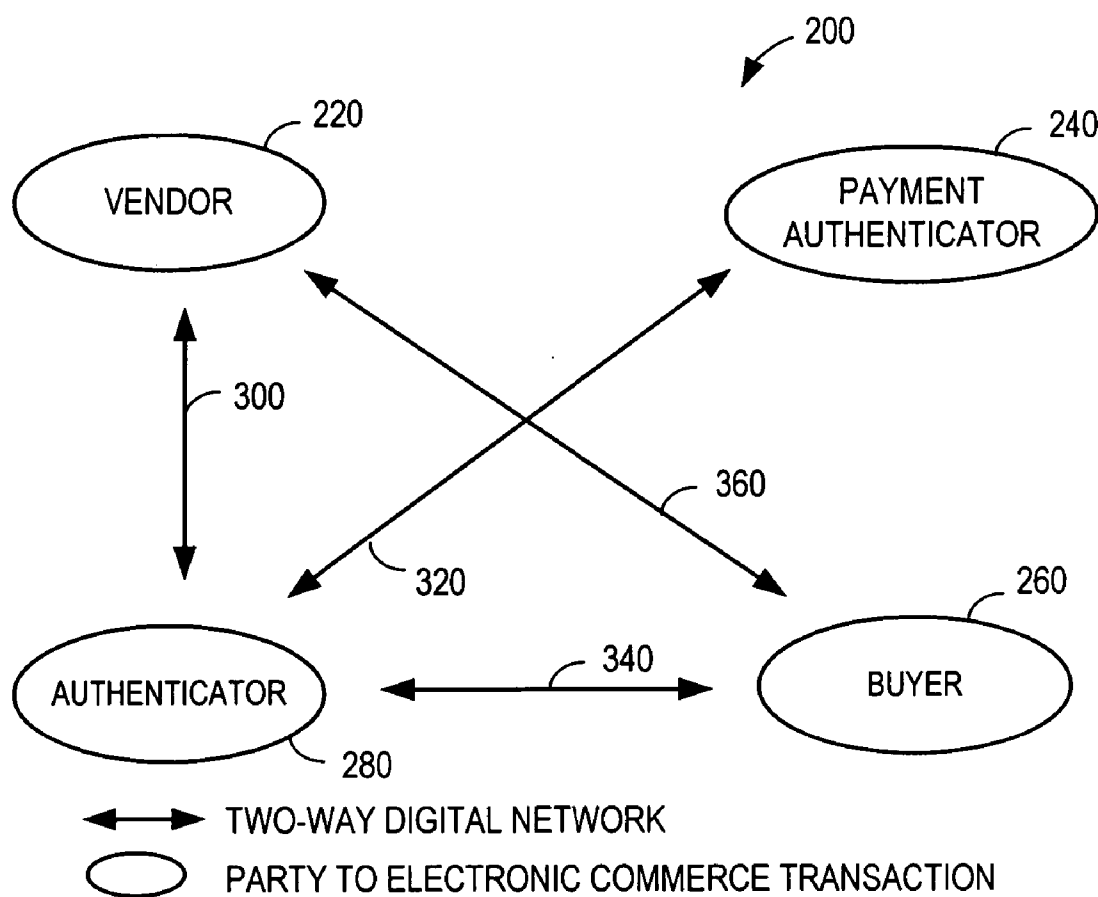 200
220
240
VENDOR
PAYMENT
AUTHENTICATOR
300
360
320
260
340
AUTHENTICATOR
BUYER
280
TWO-WAY DIGITAL NETWORK
PARTY TO ELECTRONIC COMMERCE TRANSACTION